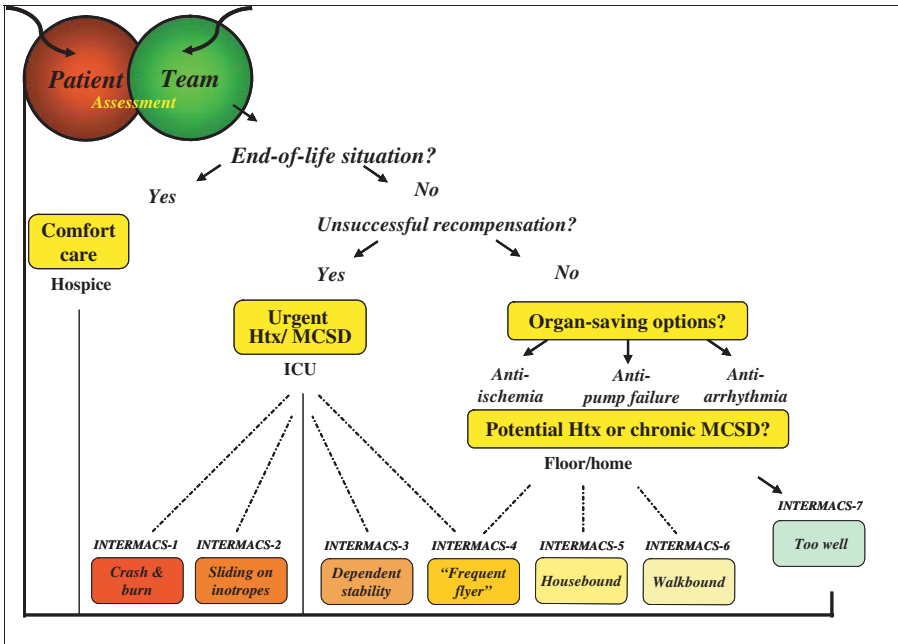 Patient Team
Assessment
End-of-life situation?
Yes
No
Comfort
care
Hospice
Unsuccessful recompensation?
Yes
No
Urgent
Htx/ MCSD
ICU
Organ-saving options?
Anti-
ischemia
Anti-
pump failure
Anti-
arrhythmia
Potential Htx or chronic MCSD?
Floor/home
INTERMACS-7
Too well
INTERMACS-1
Crash &
burn
INTERMACS-2
Sliding on
inotropes
INTERMACS-3
Dependent
stability
INTERMACS-4
“Frequent
flyer”
INTERMACS-5
Housebound
INTERMACS-6
Walkbound